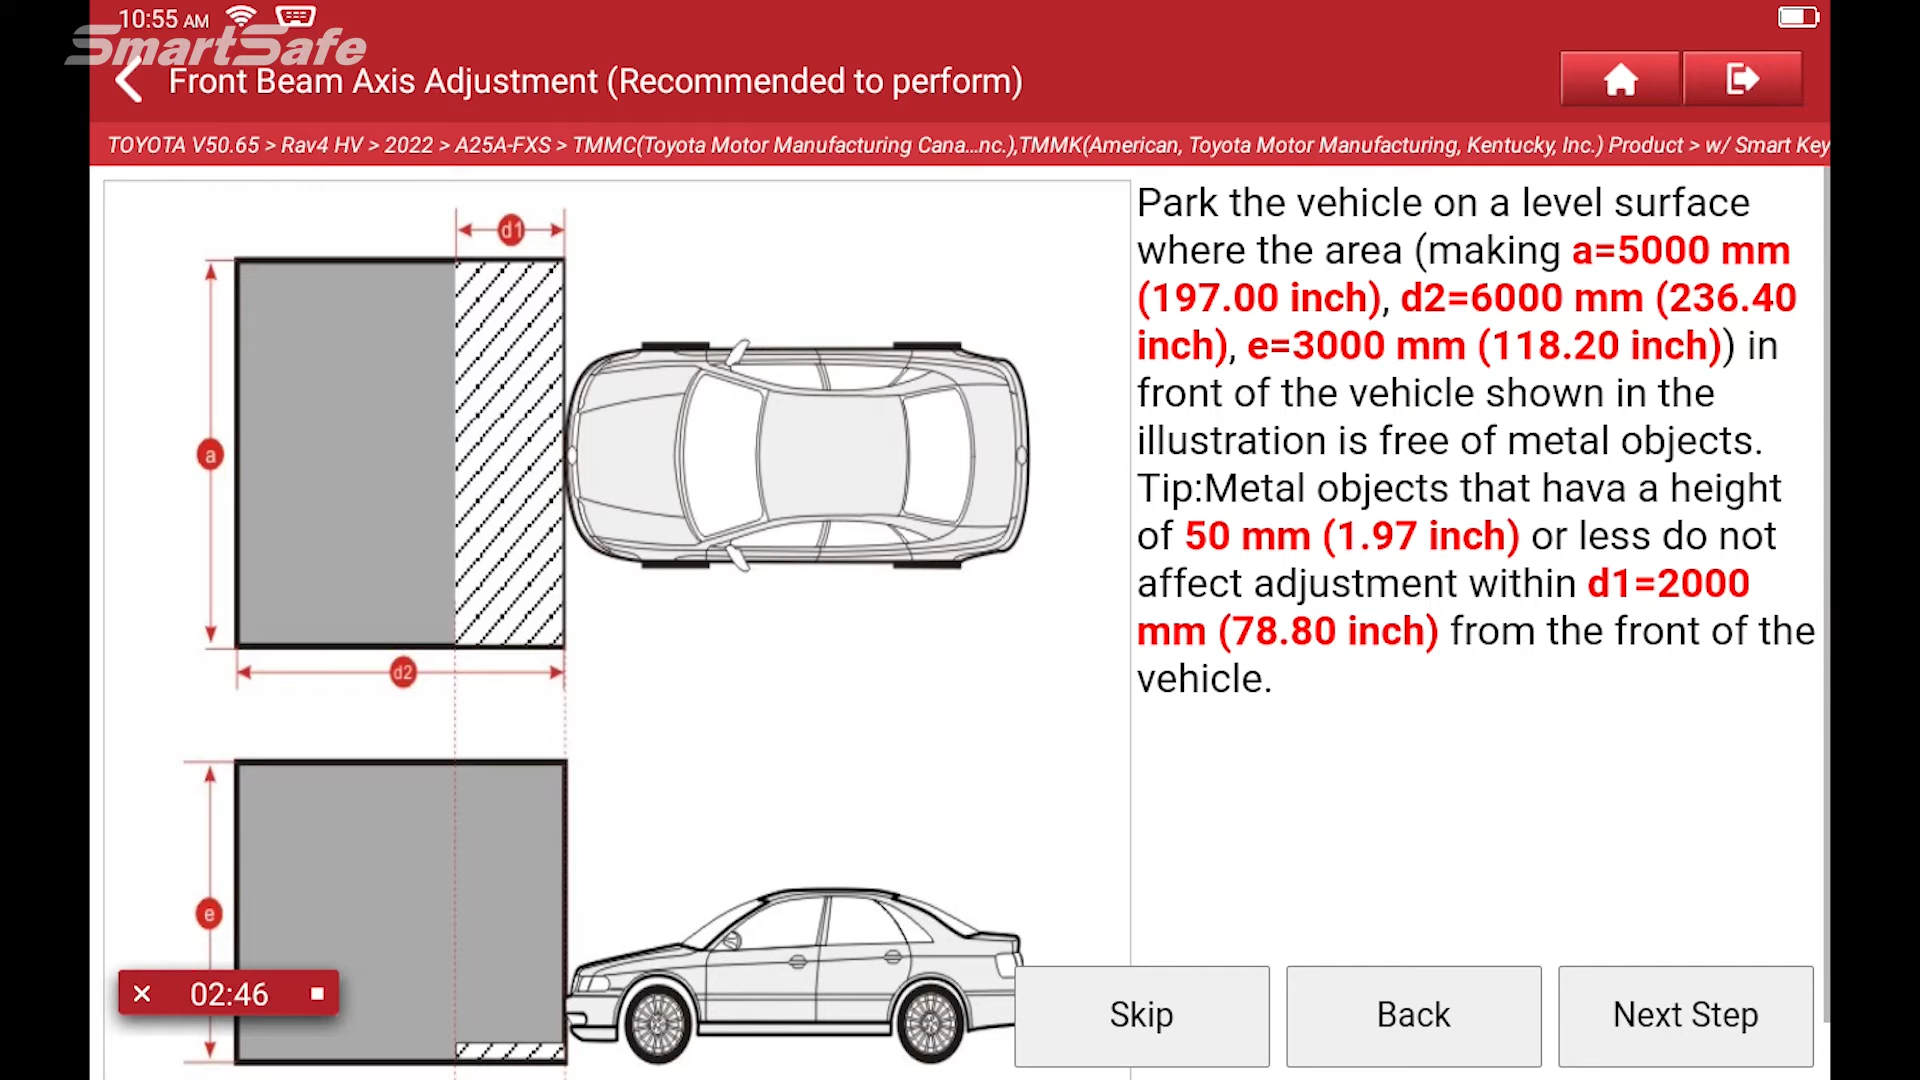 10:55 AM
SmartSafe
Front Beam Axis Adjustment (Recommended to perform)
TOYOTA V50.65 > Rav4 HV > 2022 > A25A-FXS > TMMC(Toyota Motor Manufacturing Cana...nc.),TMMK(American, Toyota Motor Manufacturing, Kentucky, Inc.) Product > w/ Smart Key
d1
a
d2
e
Park the vehicle on a level surface
where the area (making a=5000 mm
(197.00 inch), d2=6000 mm (236.40
inch), e=3000 mm (118.20 inch)) in
front of the vehicle shown in the
illustration is free of metal objects.
Tip:Metal objects that hava a height
of 50 mm (1.97 inch) or less do not
affect adjustment within d1=2000
mm (78.80 inch) from the front of the
vehicle.
02:46
Skip
Back
Next Step